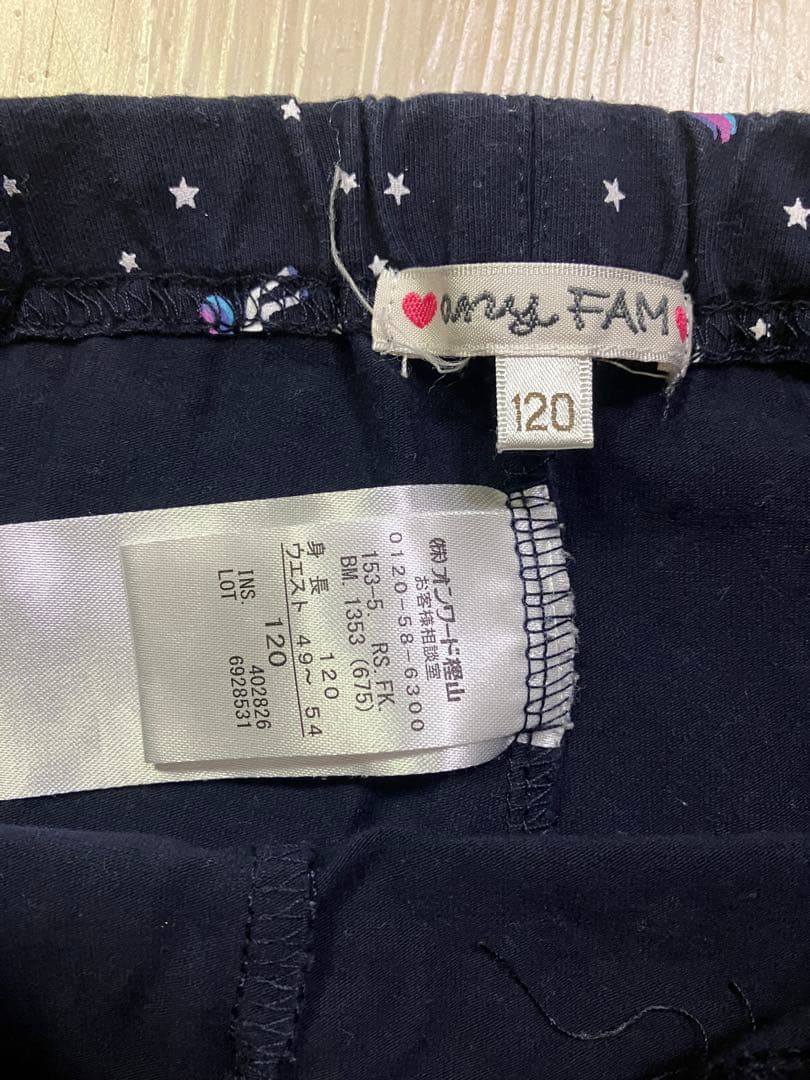 any FAM
120
(株)オンワード樫山
お客様相談室
0120-58-6300
153-5. RS.FK.
BM. 1353 (675)
身長 120
ウエスト 49〜 54
120
INS. 402826
LOT 6928531